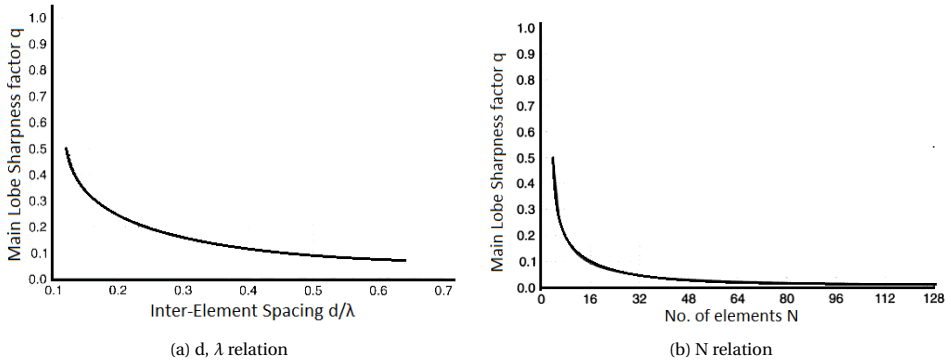 Main Lobe Sharpness factor q
1.0
0.9
0.8
0.7
0.6
0.5
0.4
0.3
0.2
0.1
0.0
0.1 0.2 0.3 0.4 0.5 0.6 0.7
Inter-Element Spacing d/λ
(a) d, λ relation
Main Lobe Sharpness factor q
1.0
0.9
0.8
0.7
0.6
0.5
0.4
0.3
0.2
0.1
0.0
0 16 32 48 64 80 96 112 128
No. of elements N
(b) N relation